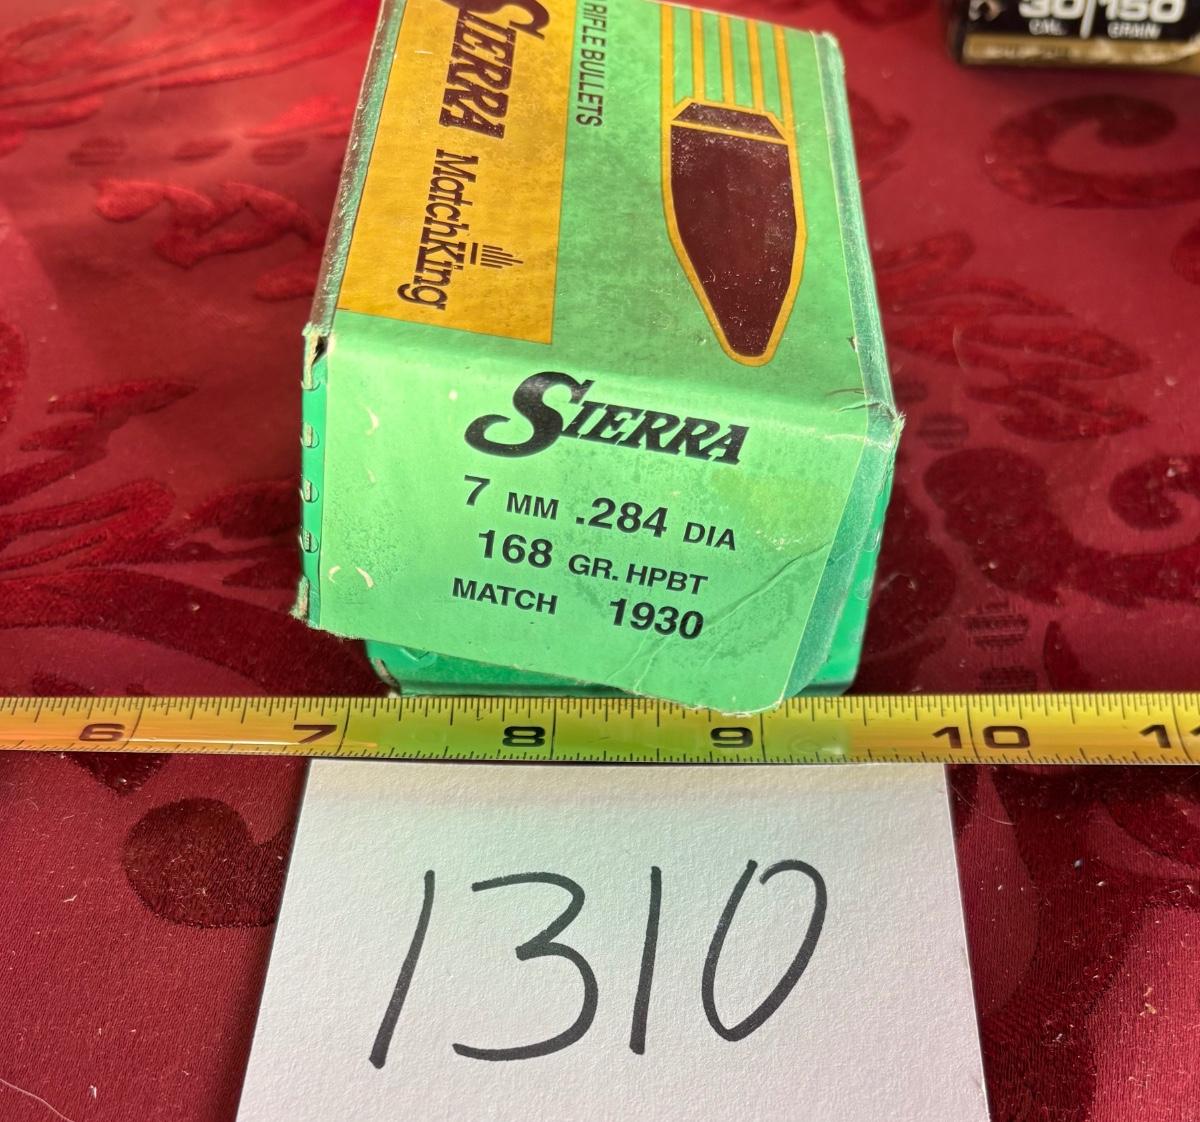 30/150
CAL. GRAIN
RIFLE BULLETS
SIERRA MatchKing
SIERRA
7 MM .284 DIA
168 GR. HPBT
MATCH 1930
6 7 8 9 10 11
1310